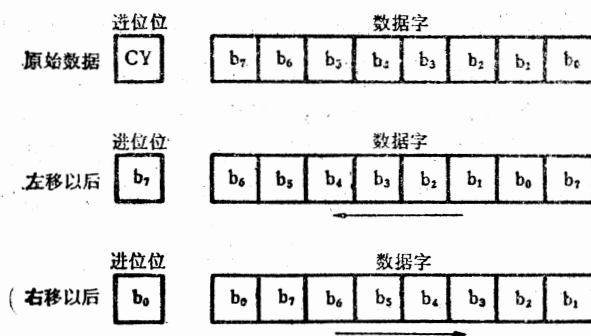 进位位 数据字
原始数据 CY b₇ b₆ b₅ b₄ b₃ b₂ b₁ b₀
进位位 数据字
左移以后 b₇ b₆ b₅ b₄ b₃ b₂ b₁ b₀ b₇
进位位 数据字
(右移以后 b₀ b₀ b₇ b₆ b₅ b₄ b₃ b₂ b₁